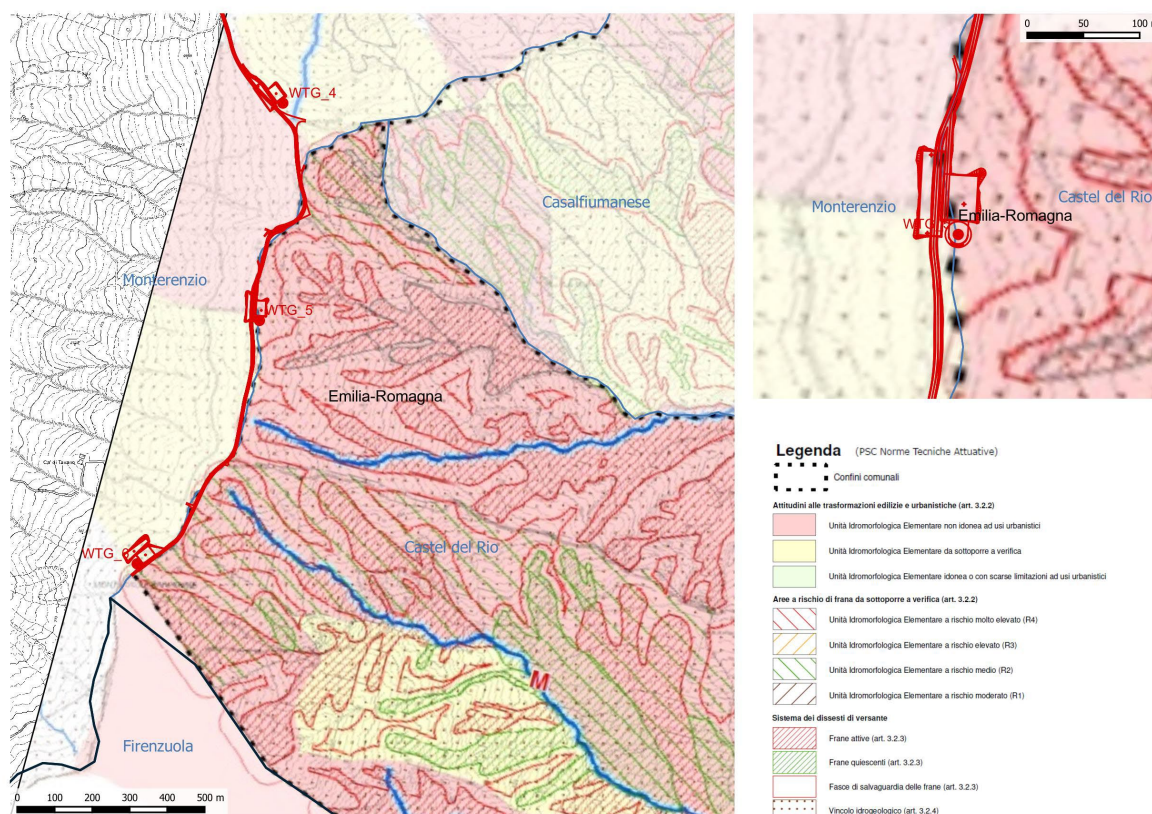 WTG_4
Casalfiumanese
Monterenzio
WTG_5
Emilia-Romagna
Castel del Rio
WTG_6
M
Firenzuola
0 100 200 300 400 500 m
0 50 100 m
Monterenzio
Castel del Rio
Emilia-Romagna
Legenda (PSC Norme Tecniche Attuative)
Confini comunali
Attitudini alle trasformazioni edilizie e urbanistiche (art. 3.2.2)
Unità Idromorfologica Elementare non idonea ad usi urbanistici
Unità Idromorfologica Elementare da sottoporre a verifica
Unità Idromorfologica Elementare idonea o con scarse limitazioni ad usi urbanistici
Aree a rischio di frana da sottoporre a verifica (art. 3.2.2)
Unità Idromorfologica Elementare a rischio molto elevato (R4)
Unità Idromorfologica Elementare a rischio elevato (R3)
Unità Idromorfologica Elementare a rischio medio (R2)
Unità Idromorfologica Elementare a rischio moderato (R1)
Sistema dei dissesti di versante
Frane attive (art. 3.2.3)
Frane quiescenti (art. 3.2.3)
Fasce di salvaguardia delle frane (art. 3.2.3)
Vincolo idrogeologico (art. 3.2.4)